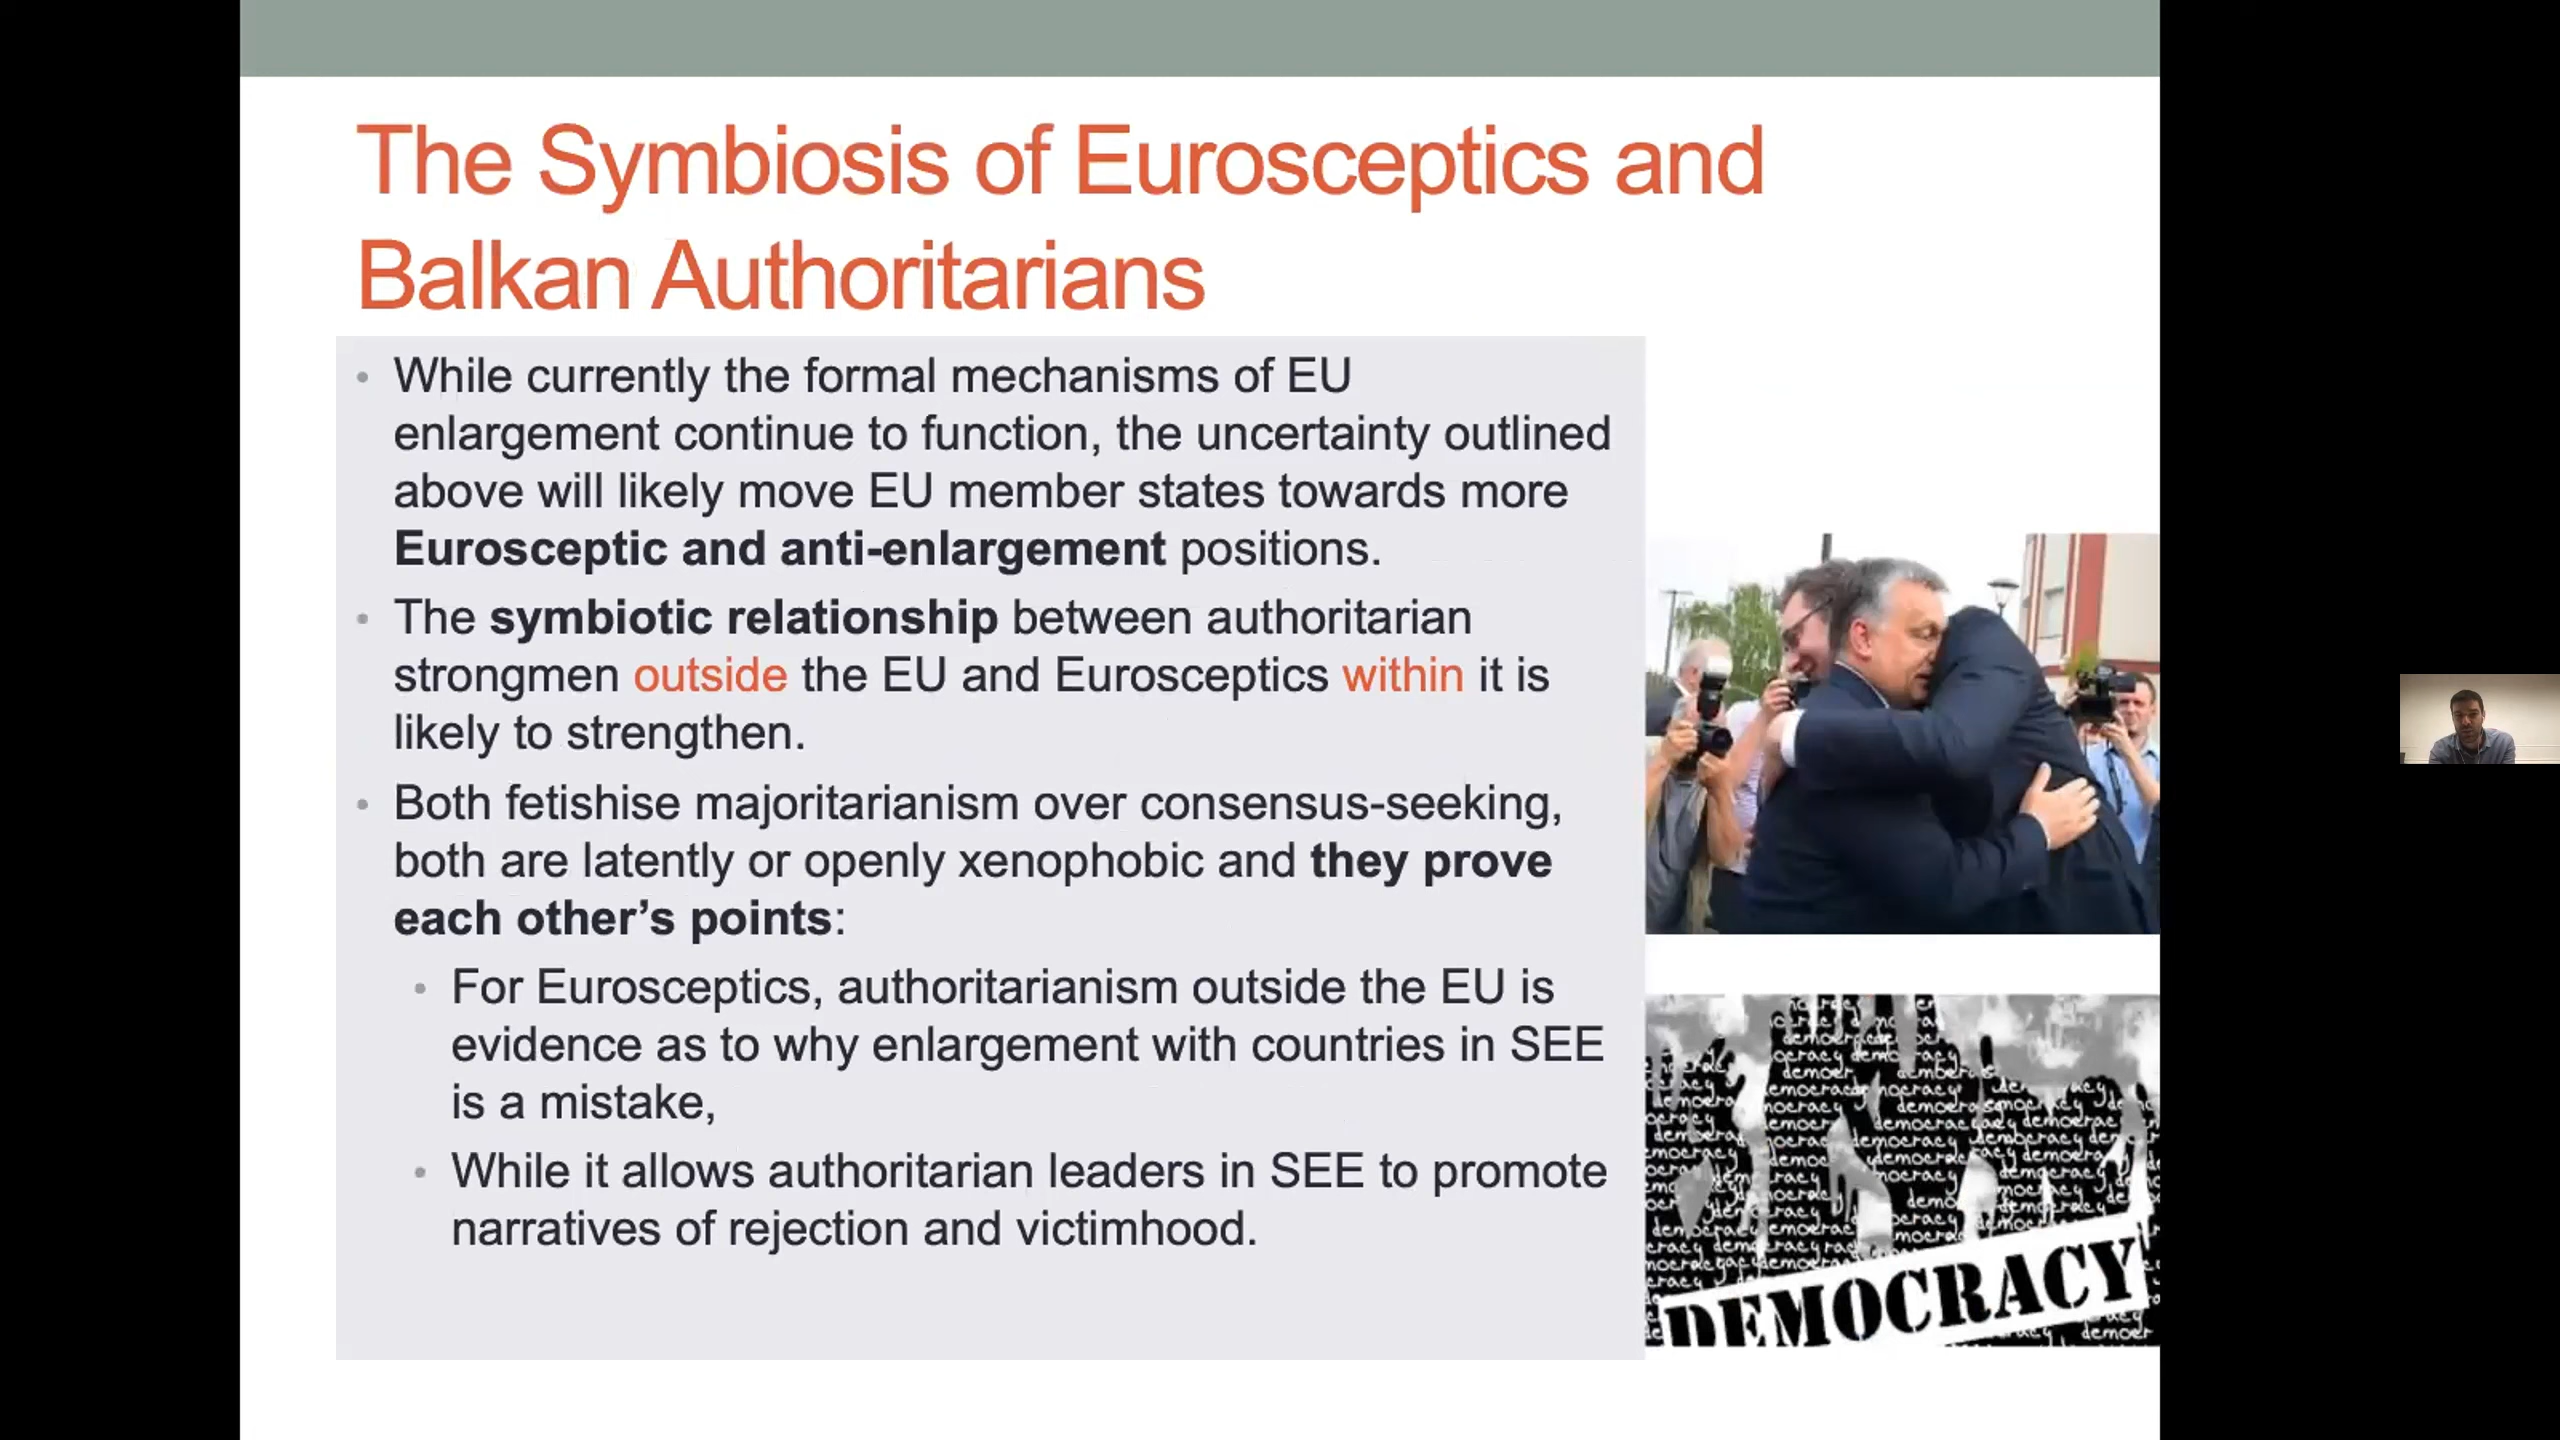 The Symbiosis of Eurosceptics and
Balkan Authoritarians
• While currently the formal mechanisms of EU
enlargement continue to function, the uncertainty outlined
above will likely move EU member states towards more
Eurosceptic and anti-enlargement positions.
• The symbiotic relationship between authoritarian
strongmen outside the EU and Eurosceptics within it is
likely to strengthen.
• Both fetishise majoritarianism over consensus-seeking,
both are latently or openly xenophobic and they prove
each other’s points:
• For Eurosceptics, authoritarianism outside the EU is
evidence as to why enlargement with countries in SEE
is a mistake,
• While it allows authoritarian leaders in SEE to promote
narratives of rejection and victimhood.
DEMOCRACY